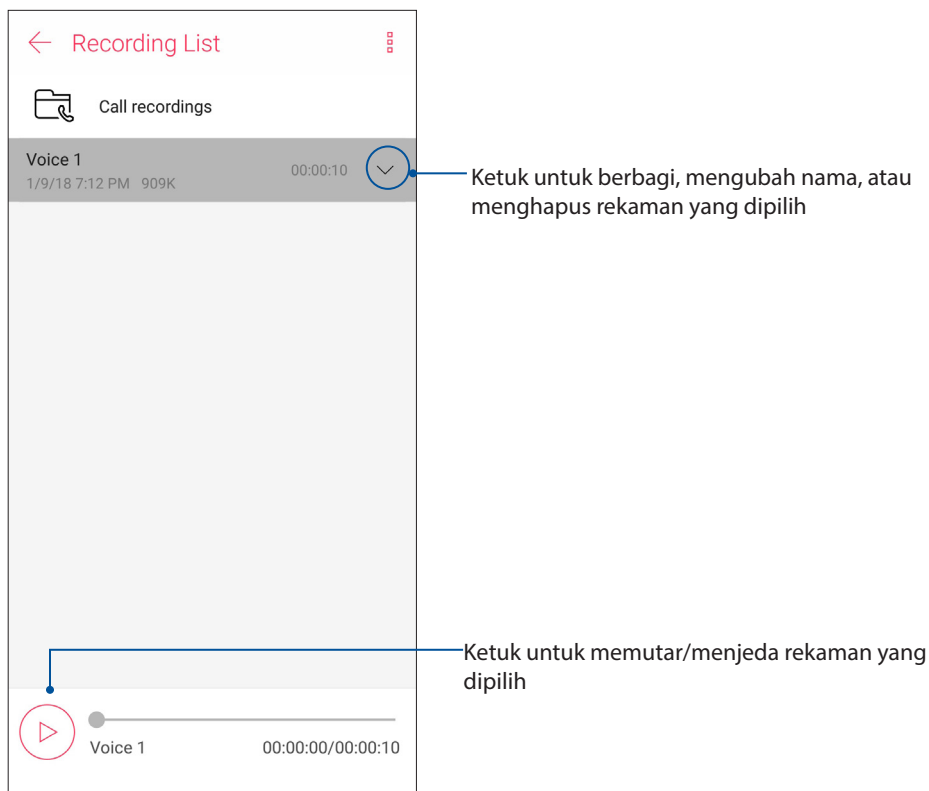 Recording List
Call recordings
Voice 1
1/9/18 7:12 PM 909K
00:00:10
Ketuk untuk berbagi, mengubah nama, atau
menghapus rekaman yang dipilih
Ketuk untuk memutar/menjeda rekaman yang
dipilih
Voice 1
00:00:00/00:00:10